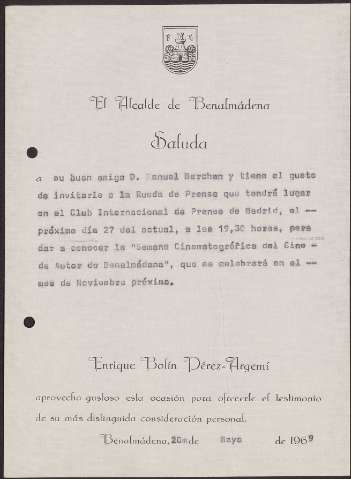 El Alcalde de Benalmádena
Saluda
a su buen amigo D. Manuel Merchan y tiene el gusto
de invitarle a la Rueda de Prensa que tendrá lugar
en el Club Internacional de Prensa de Madrid, el --
próximo día 27 del actual, a las 19,30 horas, para
dar a conocer la "Semana Cinematográfica del Cine -
de Autor de Benalmádena", que se celebrará en el --
mes de Noviembre próximo.
Enrique Bolín Pérez-Argemí
aprovecha gustoso esta ocasión para ofrecerle el testimonio
de su más distinguida consideración personal.
Benalmádena, 20 de Mayo de 1969